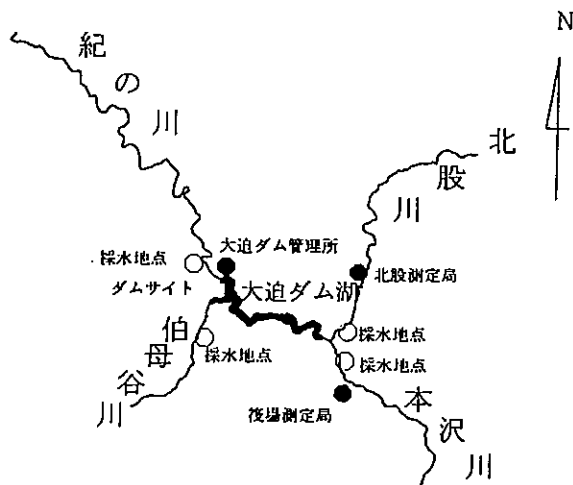 N
紀の川
北股川
採水地点
大迫ダム管理所
ダムサイト
大迫ダム湖
北股測定局
伯母谷川
採水地点
採水地点
採水地点
筏場測定局
本沢川